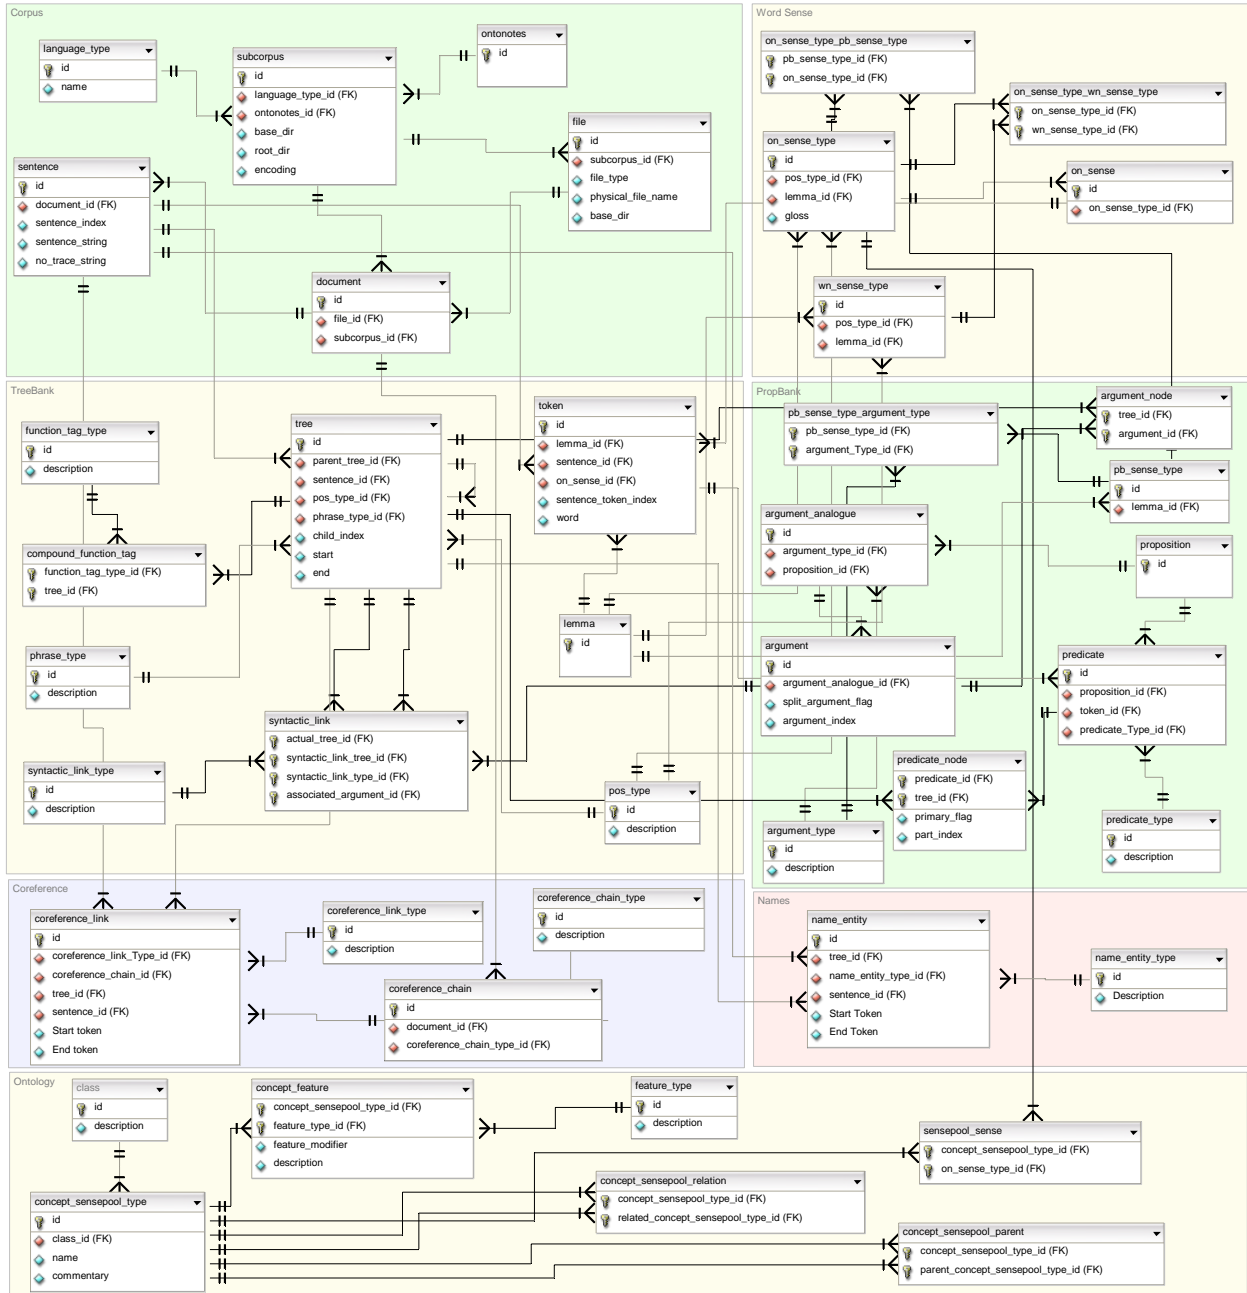 Corpus
language_type
id
name
subcorpus
id
language_type_id (FK)
ontonotes_id (FK)
base_dir
root_dir
encoding
ontonotes
id
file
id
subcorpus_id (FK)
file_type
physical_file_name
base_dir
sentence
id
document_id (FK)
sentence_index
sentence_string
no_trace_string
document
id
file_id (FK)
subcorpus_id (FK)
Word Sense
on_sense_type_pb_sense_type
pb_sense_type_id (FK)
on_sense_type_id (FK)
on_sense_type_wn_sense_type
on_sense_type_id (FK)
wn_sense_type_id (FK)
on_sense_type
id
pos_type_id (FK)
lemma_id (FK)
gloss
on_sense
id
on_sense_type_id (FK)
wn_sense_type
id
pos_type_id (FK)
lemma_id (FK)
TreeBank
function_tag_type
id
description
tree
id
parent_tree_id (FK)
sentence_id (FK)
pos_type_id (FK)
phrase_type_id (FK)
child_index
start
end
token
id
lemma_id (FK)
sentence_id (FK)
on_sense_id (FK)
sentence_token_index
word
compound_function_tag
function_tag_type_id (FK)
tree_id (FK)
lemma
id
phrase_type
id
description
syntactic_link
actual_tree_id (FK)
syntactic_link_tree_id (FK)
syntactic_link_type_id (FK)
associated_argument_id (FK)
syntactic_link_type
id
description
pos_type
id
description
PropBank
argument_node
tree_id (FK)
argument_id (FK)
pb_sense_type_argument_type
pb_sense_type_id (FK)
argument_Type_id (FK)
pb_sense_type
id
lemma_id (FK)
argument_analogue
id
argument_type_id (FK)
proposition_id (FK)
proposition
id
argument
id
argument_analogue_id (FK)
split_argument_flag
argument_index
predicate
id
proposition_id (FK)
token_id (FK)
predicate_Type_id (FK)
predicate_node
predicate_id (FK)
tree_id (FK)
primary_flag
part_index
argument_type
id
description
predicate_type
id
description
Coreference
coreference_link
id
coreference_link_Type_id (FK)
coreference_chain_id (FK)
tree_id (FK)
sentence_id (FK)
Start token
End token
coreference_link_type
id
description
coreference_chain_type
id
description
coreference_chain
id
document_id (FK)
coreference_chain_type_id (FK)
Names
name_entity
id
tree_id (FK)
name_entity_type_id (FK)
sentence_id (FK)
Start Token
End Token
name_entity_type
id
Description
Ontology
class
id
description
concept_feature
concept_sensepool_type_id (FK)
feature_type_id (FK)
feature_modifier
description
feature_type
id
description
sensepool_sense
concept_sensepool_type_id (FK)
on_sense_type_id (FK)
concept_sensepool_type
id
class_id (FK)
name
commentary
concept_sensepool_relation
concept_sensepool_type_id (FK)
related_concept_sensepool_type_id (FK)
concept_sensepool_parent
concept_sensepool_type_id (FK)
parent_concept_sensepool_type_id (FK)